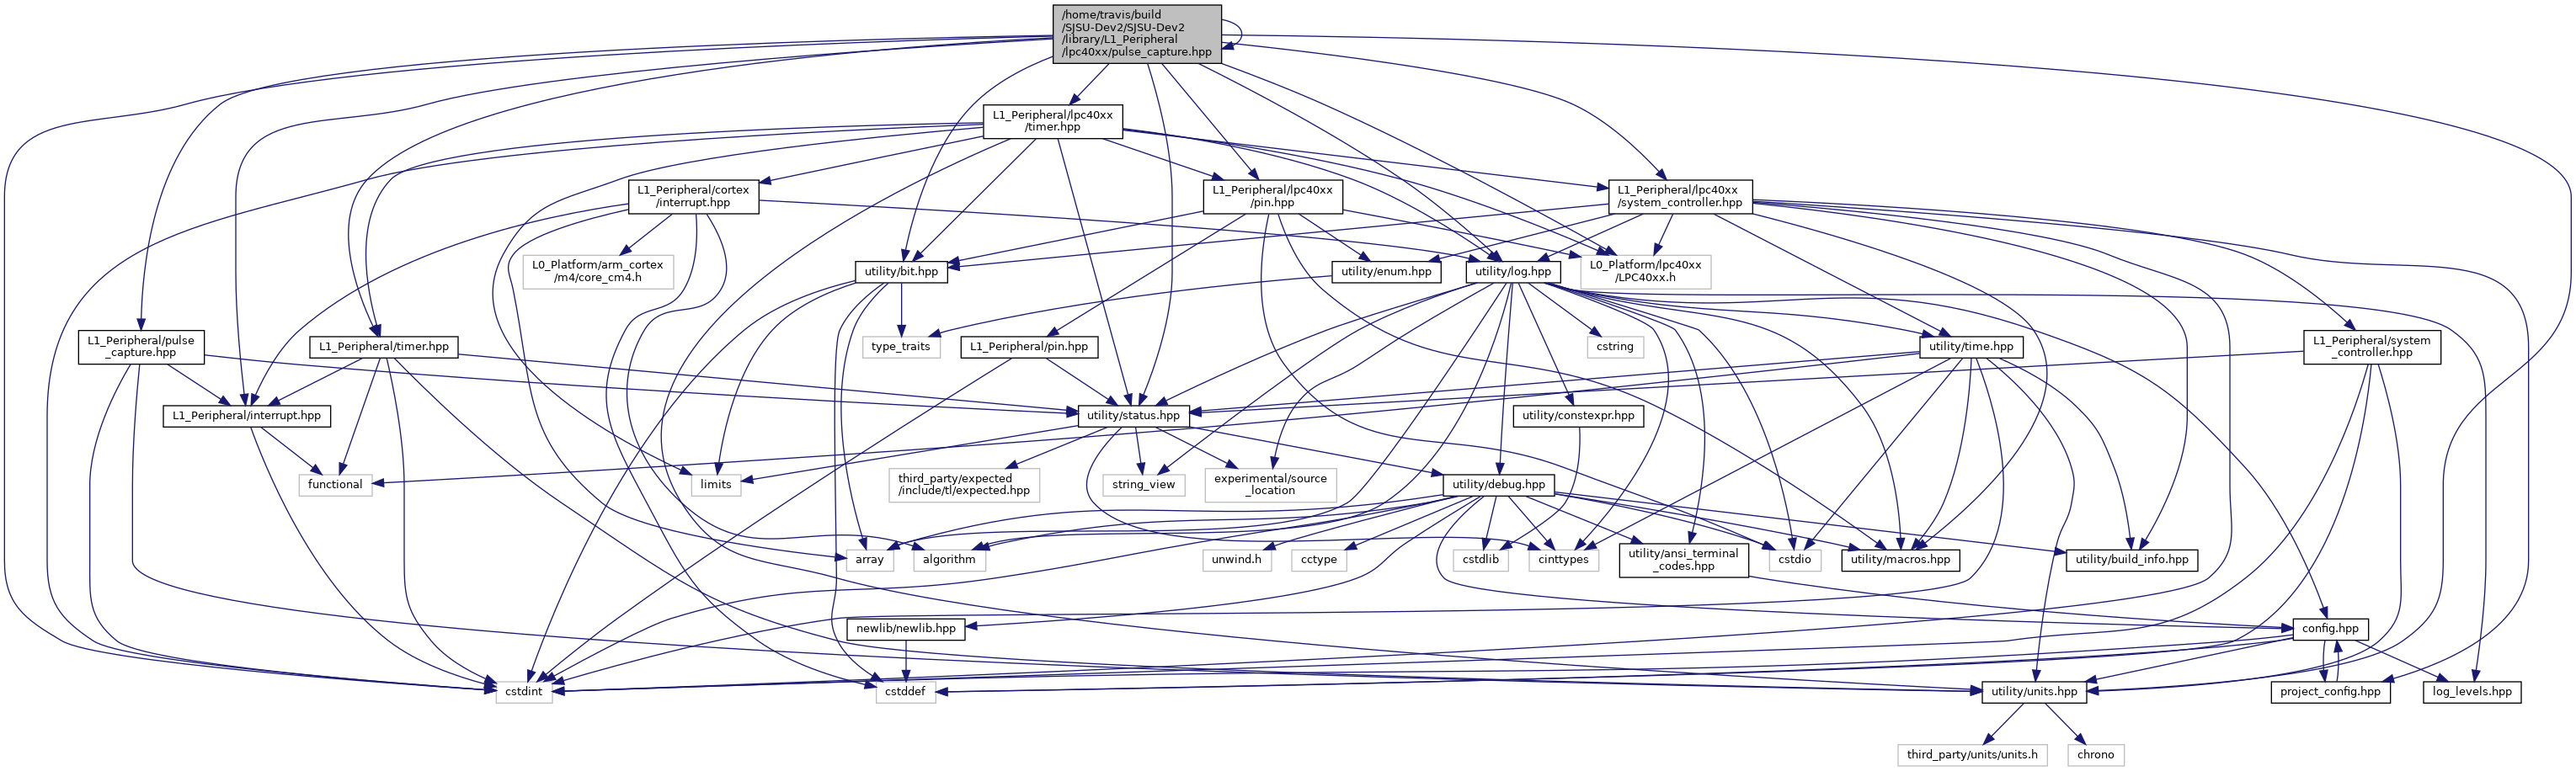 /home/travis/build
/SJSU-Dev2/SJSU-Dev2
/library/L1_Peripheral
/lpc40xx/pulse_capture.hpp
L1_Peripheral/lpc40xx
/timer.hpp
L1_Peripheral/cortex
/interrupt.hpp
L1_Peripheral/lpc40xx
/pin.hpp
L1_Peripheral/lpc40xx
/system_controller.hpp
L0_Platform/arm_cortex
/m4/core_cm4.h
utility/bit.hpp
utility/enum.hpp
utility/log.hpp
L0_Platform/lpc40xx
/LPC40xx.h
L1_Peripheral/pulse
_capture.hpp
L1_Peripheral/timer.hpp
type_traits
L1_Peripheral/pin.hpp
cstring
utility/time.hpp
L1_Peripheral/system
_controller.hpp
L1_Peripheral/interrupt.hpp
utility/status.hpp
utility/constexpr.hpp
functional
limits
third_party/expected
/include/tl/expected.hpp
string_view
experimental/source
_location
utility/debug.hpp
array
algorithm
unwind.h
cctype
cstdlib
cinttypes
utility/ansi_terminal
_codes.hpp
cstdio
utility/macros.hpp
utility/build_info.hpp
newlib/newlib.hpp
config.hpp
cstdint
cstddef
utility/units.hpp
project_config.hpp
log_levels.hpp
third_party/units/units.h
chrono